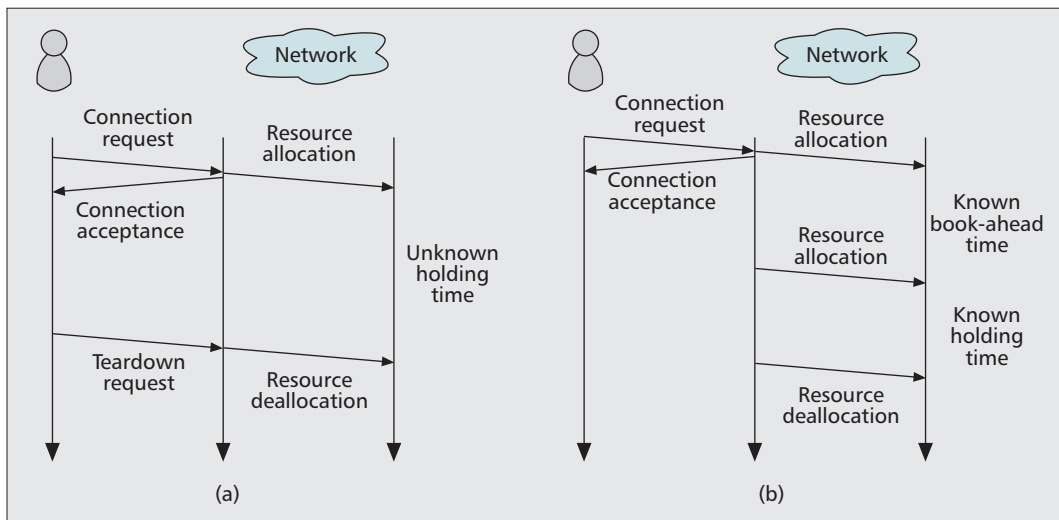 Network
Connection
request
Resource
allocation
Connection
acceptance
Unknown
holding
time
Teardown
request
Resource
deallocation
(a)
Network
Connection
request
Resource
allocation
Connection
acceptance
Known
book-ahead
time
Resource
allocation
Known
holding
time
Resource
deallocation
(b)